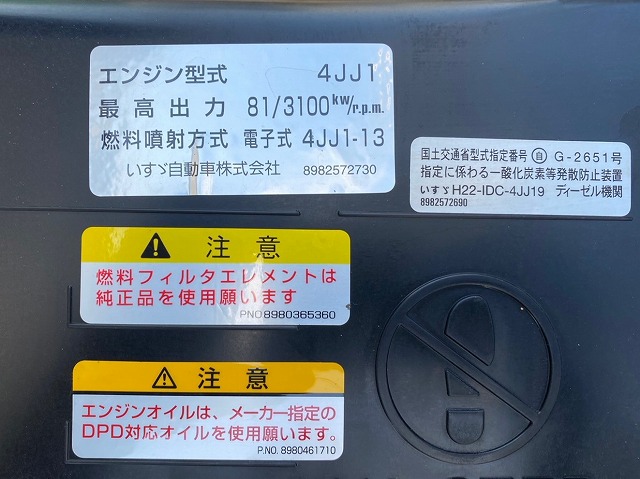 エンジン型式 4JJ1
最高出力 81/3100kw/r.p.m.
燃料噴射方式 電子式 4JJ1-13
いすゞ自動車株式会社 8982572730
国土交通省型式指定番号 自 G-2651号
指定に係わる一酸化炭素等発散防止装置
いすゞH22-IDC-4JJ19 ディーゼル機関
8982572690
注意
燃料フィルタエレメントは
純正品を使用願います
PNO8980365360
注意
エンジンオイルは、メーカー指定の
DPD対応オイルを使用願います。
P.NO. 8980461710